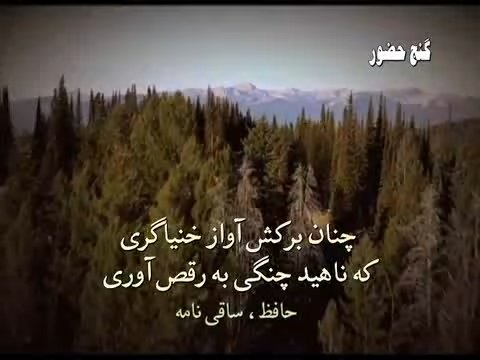 گنج حضور
چنان برکش آواز خنیاگری
که ناهید چنگی به رقص آوری
حافظ ، ساقی نامه